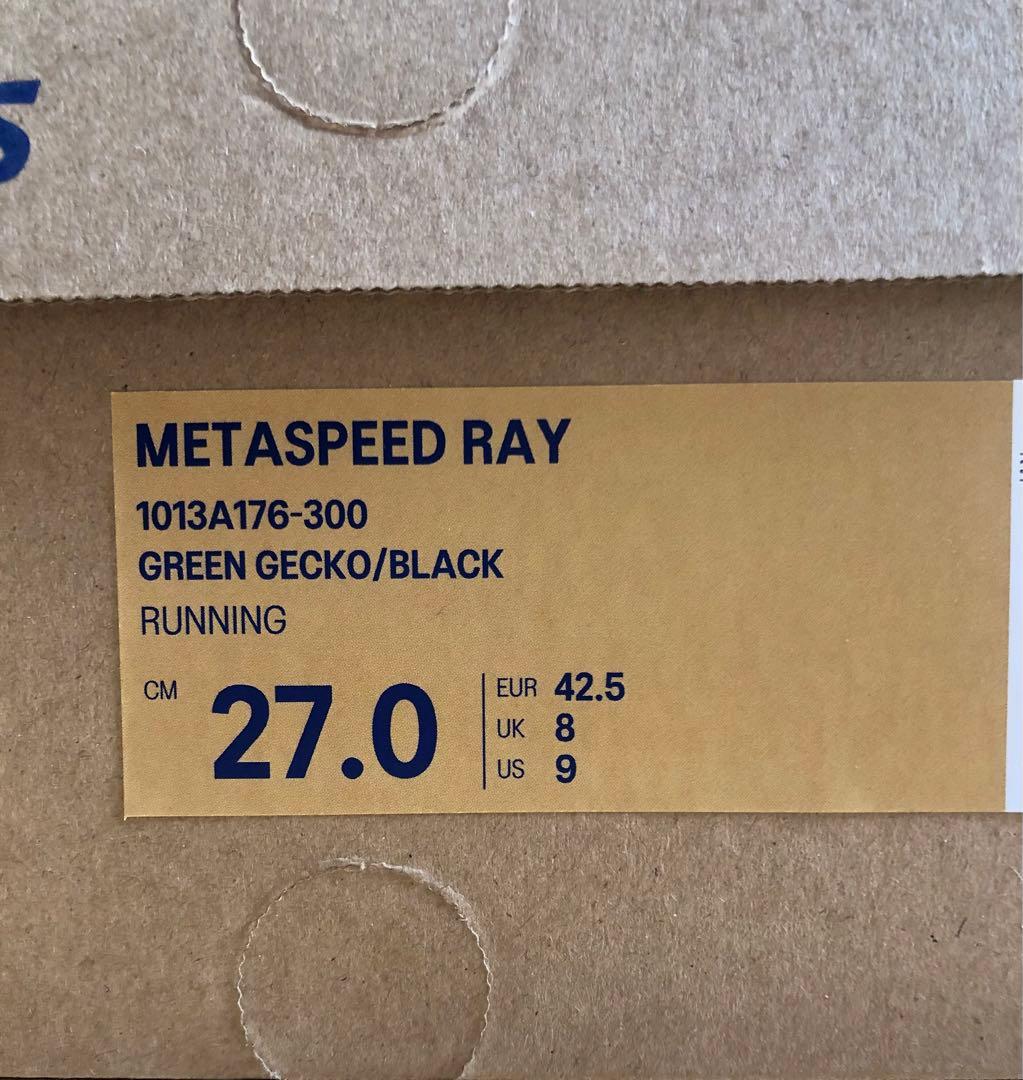 METASPEED RAY
1013A176-300
GREEN GECKO/BLACK
RUNNING
CM 27.0
EUR 42.5
UK 8
US 9